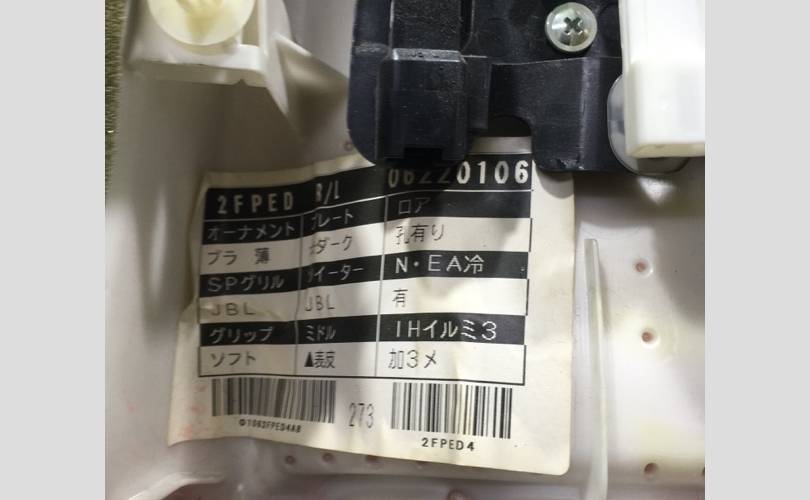 2FPED B/L 06220106
オーナメント プレート ロア
ブラ 薄 ダーク 孔有り
SPグリル ツイーター N・EA冷
JBL JBL 有
グリップ ミドル IHイルミ3
ソフト ▲表皮 加3メ
273
2FPED4